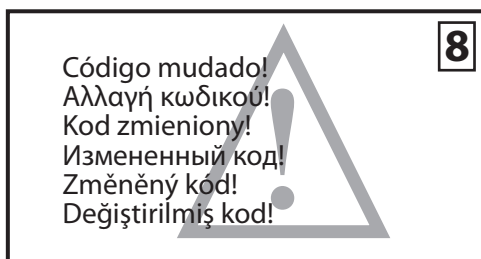 8
Código mudado!
Αλλαγή κωδικού!
Kod zmieniony!
Измененный код!
Změněný kód!
Değiştirilmiş kod!